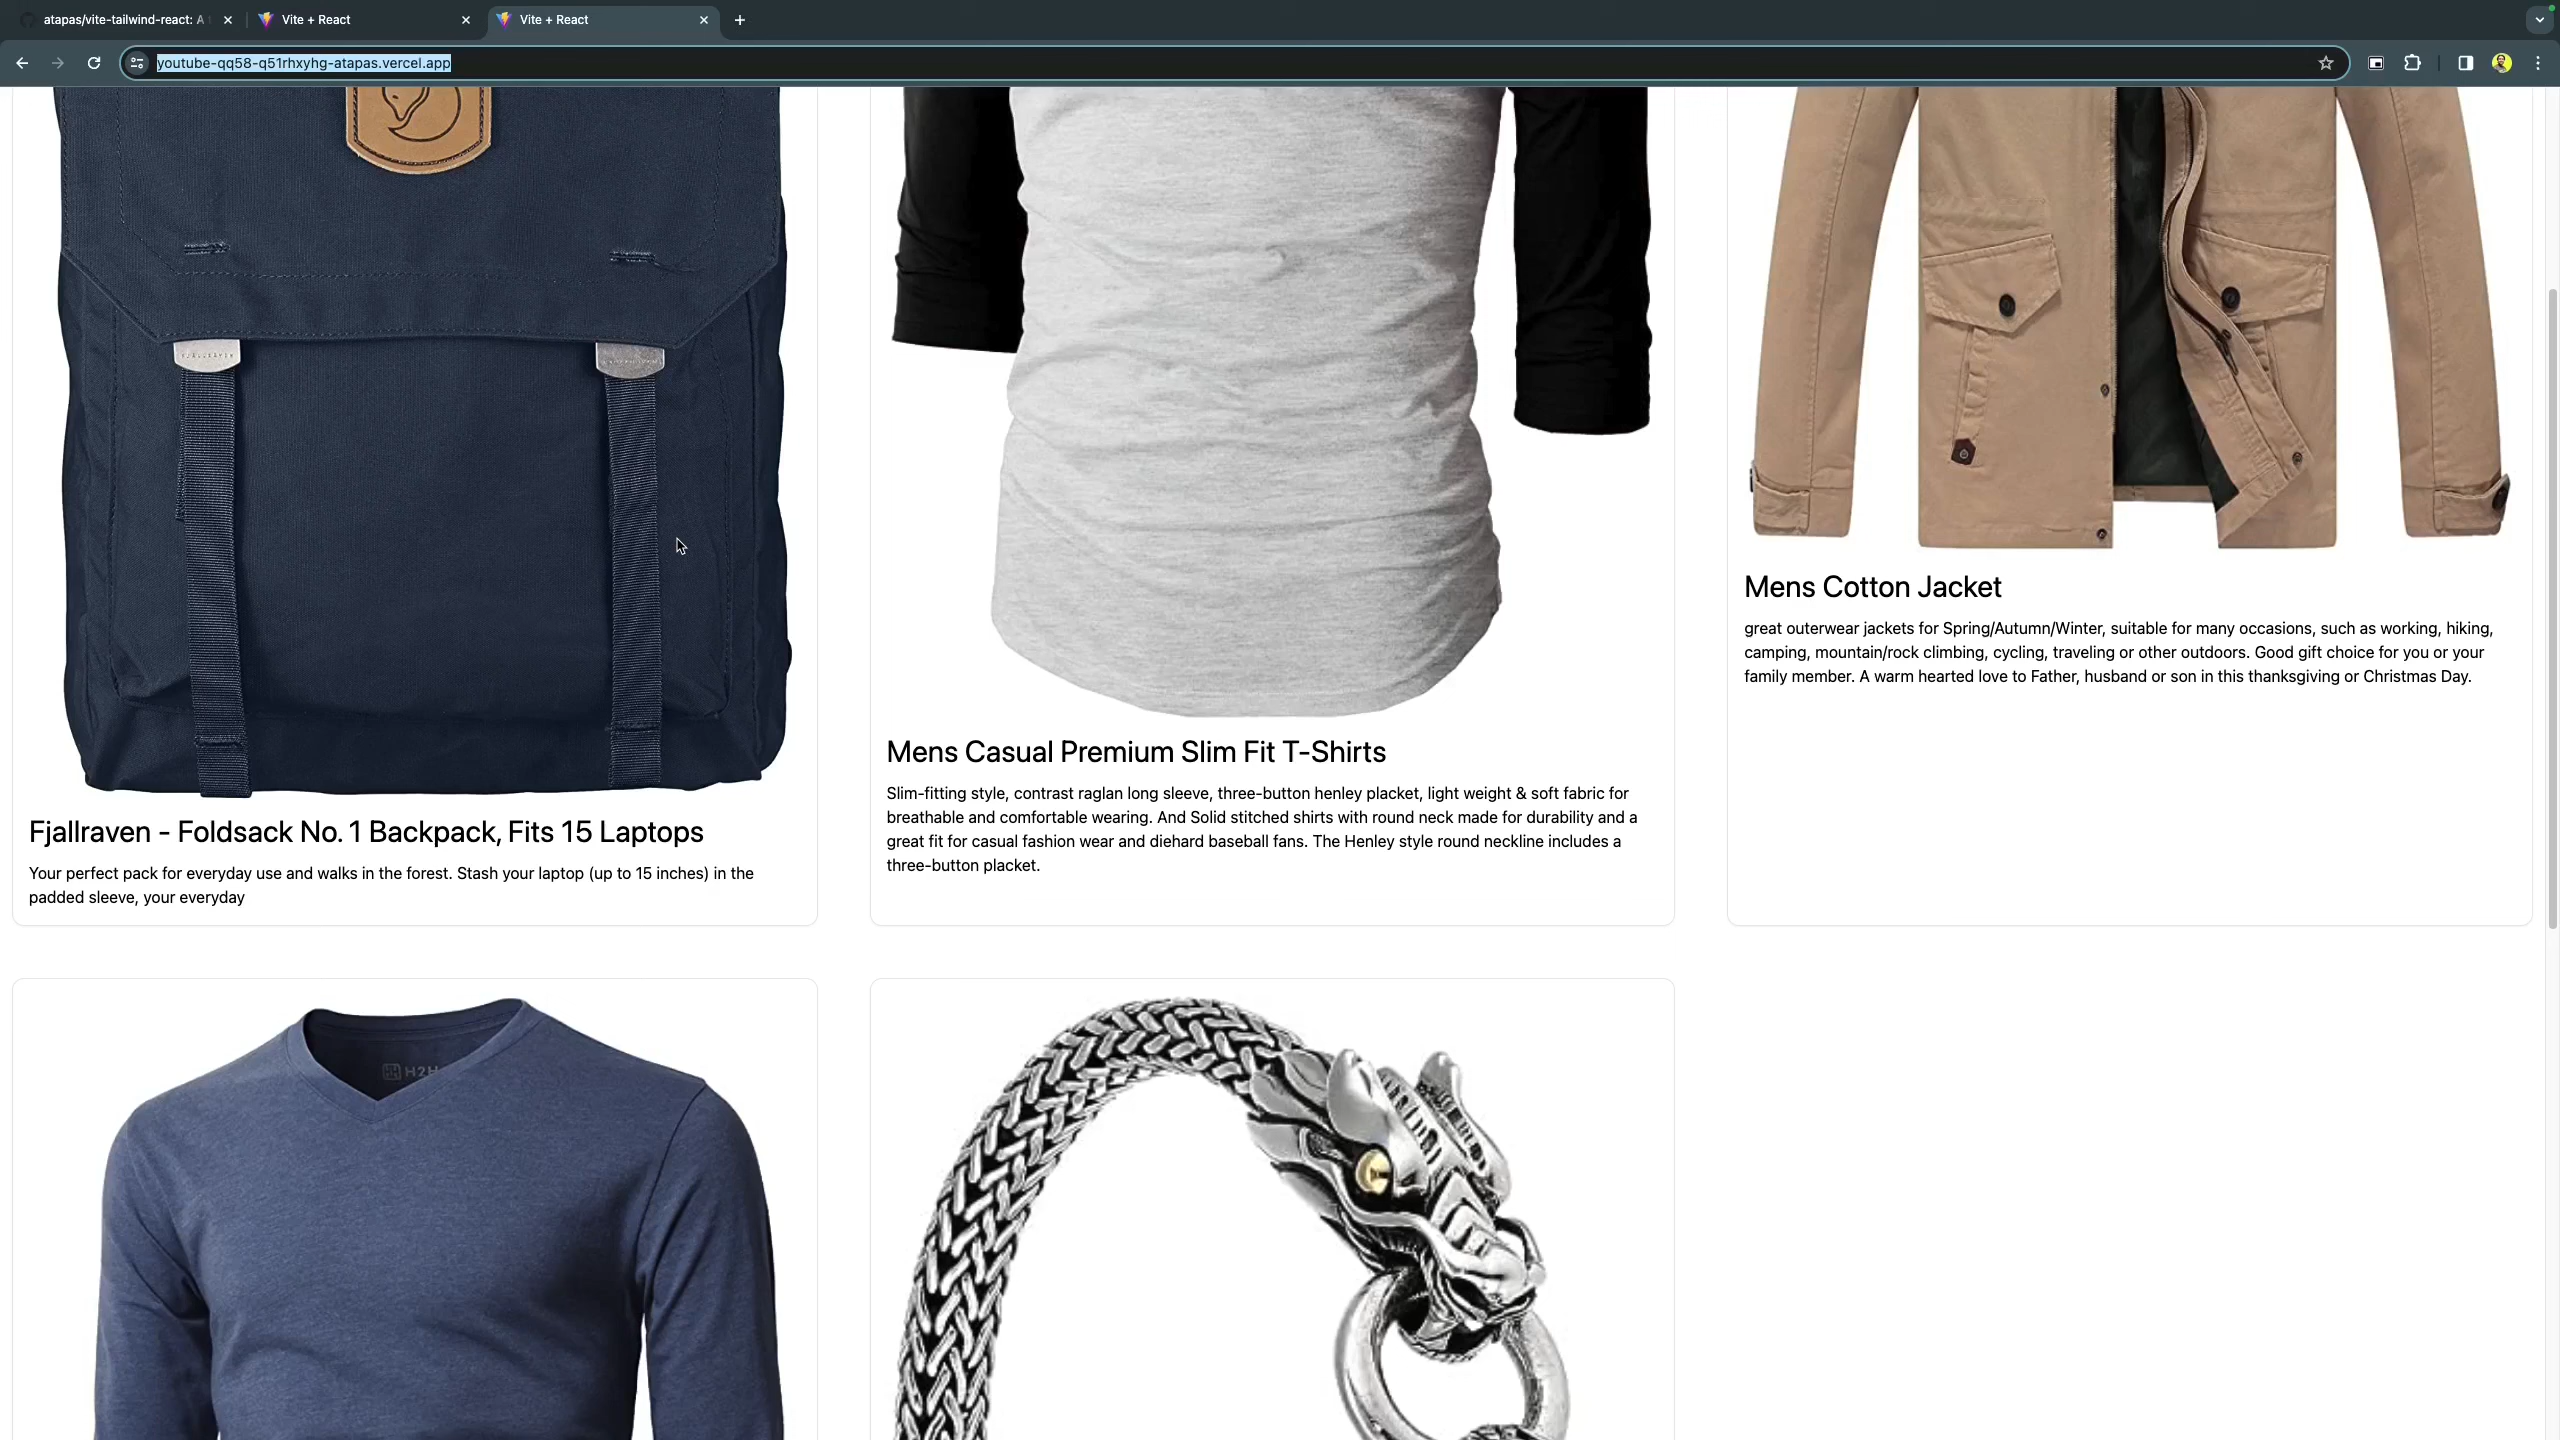 atapas/vite-tailwind-react: A
Vite + React
Vite + React
youtube-qq58-q51rhxyhg-atapas.vercel.app
Fjallraven - Foldsack No. 1 Backpack, Fits 15 Laptops
Your perfect pack for everyday use and walks in the forest. Stash your laptop (up to 15 inches) in the
padded sleeve, your everyday
Mens Casual Premium Slim Fit T-Shirts
Slim-fitting style, contrast raglan long sleeve, three-button henley placket, light weight & soft fabric for
breathable and comfortable wearing. And Solid stitched shirts with round neck made for durability and a
great fit for casual fashion wear and diehard baseball fans. The Henley style round neckline includes a
three-button placket.
Mens Cotton Jacket
great outerwear jackets for Spring/Autumn/Winter, suitable for many occasions, such as working, hiking,
camping, mountain/rock climbing, cycling, traveling or other outdoors. Good gift choice for you or your
family member. A warm hearted love to Father, husband or son in this thanksgiving or Christmas Day.
H2H